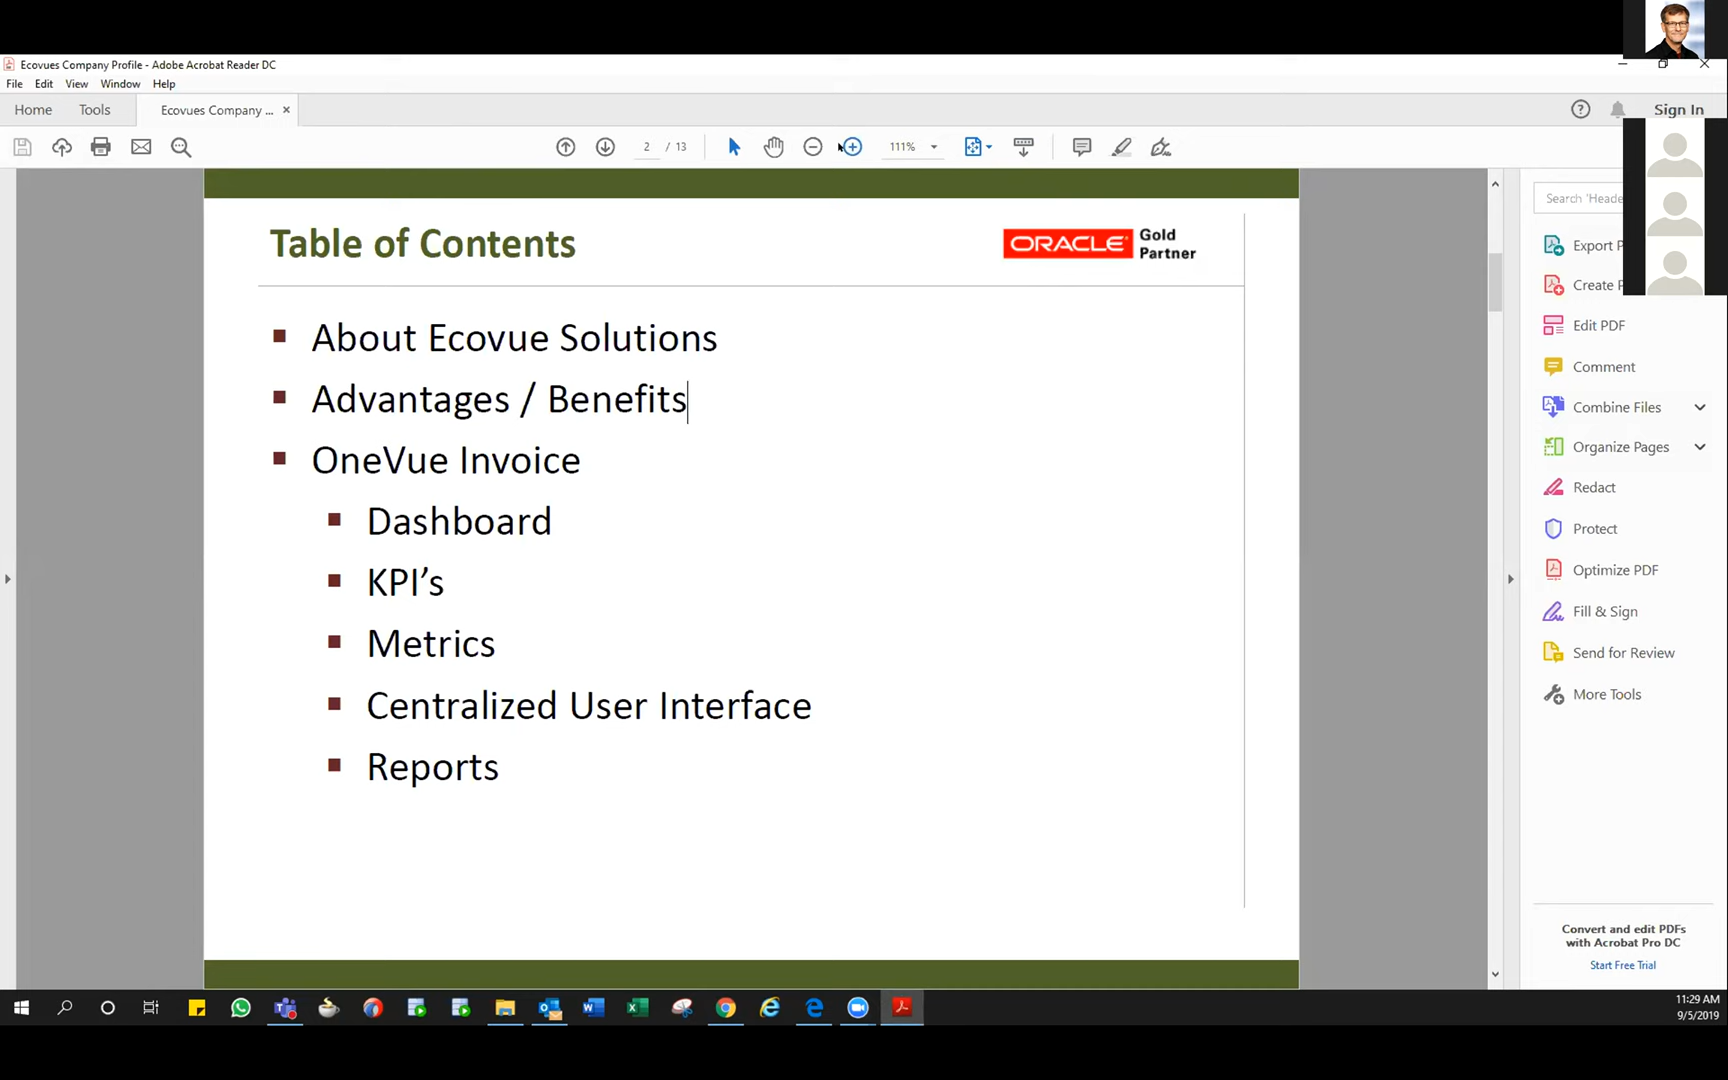 Ecovues Company Profile - Adobe Acrobat Reader DC
File Edit View Window Help
Home Tools Ecovues Company ... Sign In
2 / 13 111%
Search 'Heade
Table of Contents
ORACLE Gold
Partner
About Ecovue Solutions
Advantages / Benefits
OneVue Invoice
Dashboard
KPI’s
Metrics
Centralized User Interface
Reports
Export P
Create P
Edit PDF
Comment
Combine Files
Organize Pages
Redact
Protect
Optimize PDF
Fill & Sign
Send for Review
More Tools
Convert and edit PDFs
with Acrobat Pro DC
Start Free Trial
11:29 AM
9/5/2019